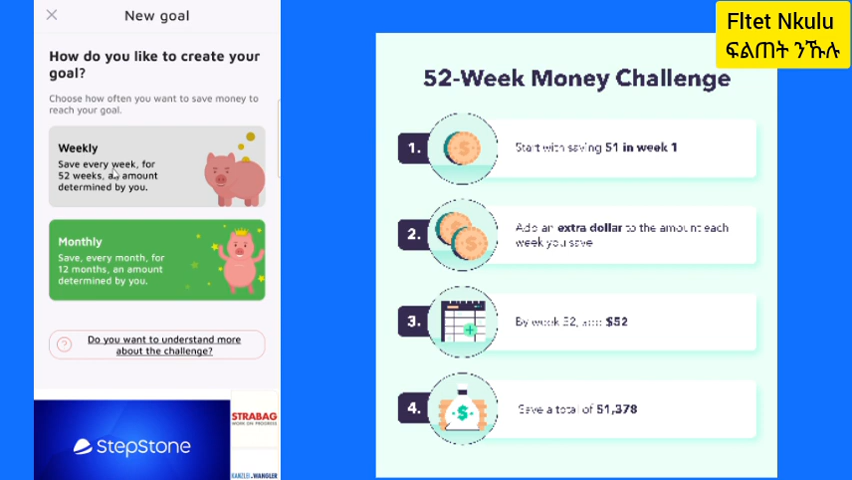 New goal
How do you like to create your
goal?
Choose how often you want to save money to
reach your goal.
Weekly
Save every week, for
52 weeks, an amount
determined by you.
Monthly
Save, every month, for
12 months, an amount
determined by you.
Do you want to understand more
about the challenge?
StepStone
STRABAG
WORK ON PROGRESS
KANZLEI WANGLER
Fltet Nkulu
ፍልጠት ንኹሉ
52-Week Money Challenge
1.
Start with saving $1 in week 1
2.
Add an extra dollar to the amount each
week you save
3.
By week 52, $52
4.
Save a total of $1,378